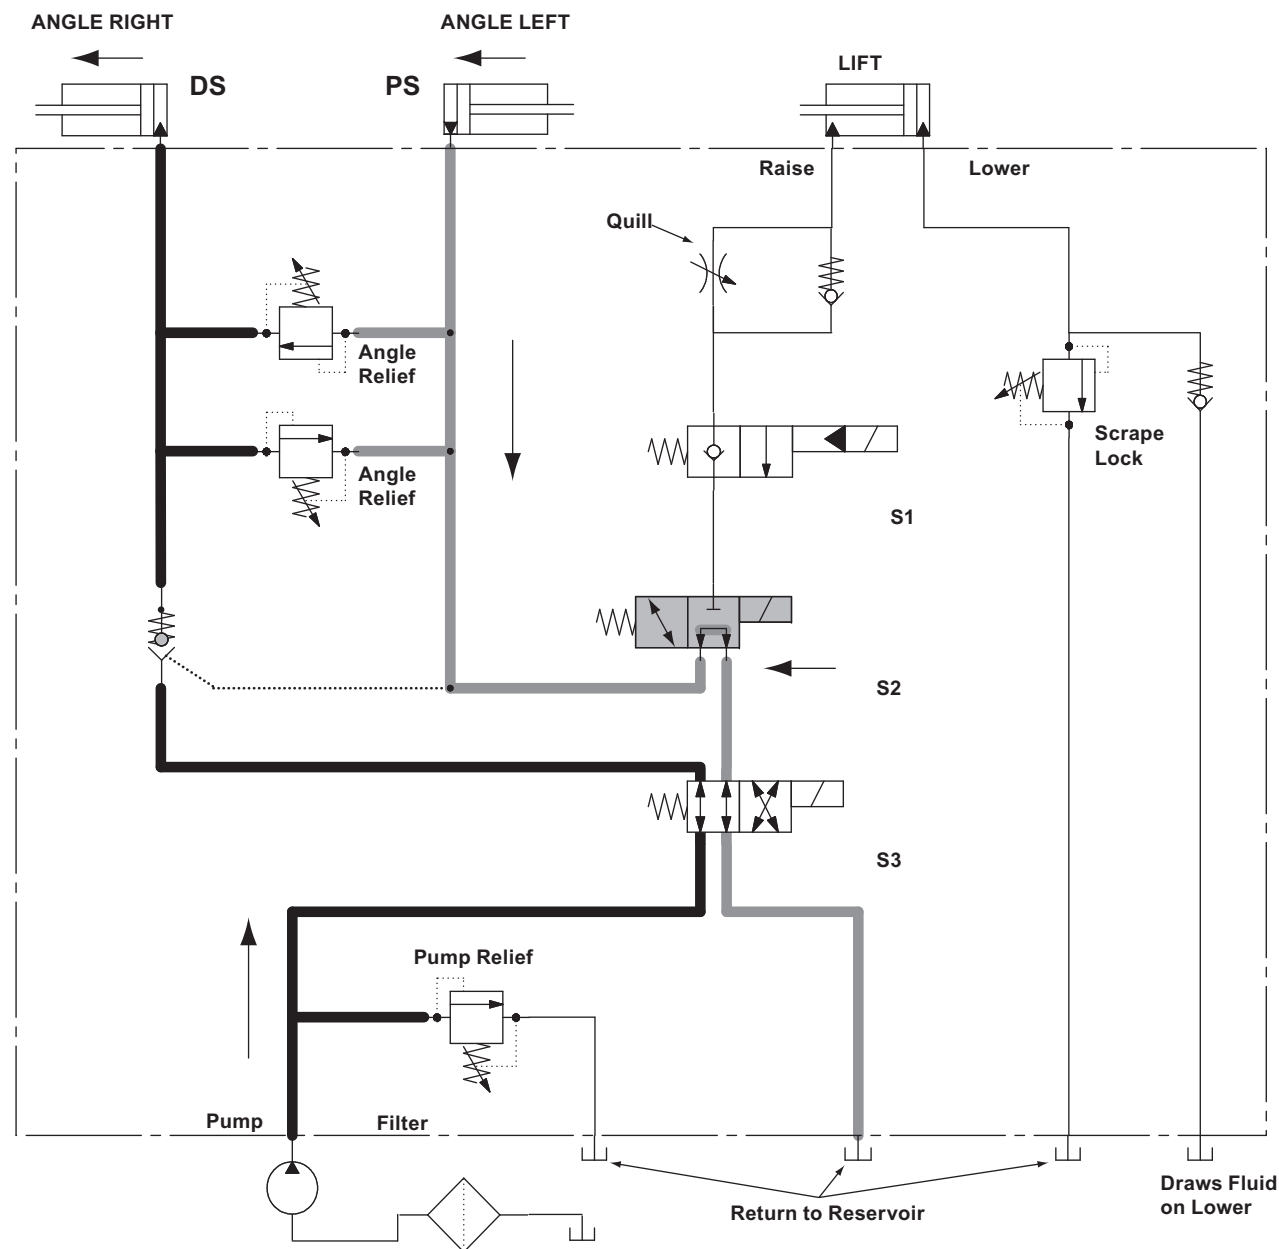 ANGLE RIGHT
ANGLE LEFT
DS
PS
LIFT
Raise
Lower
Quill
Angle
Relief
Angle
Relief
Scrape
Lock
S1
S2
S3
Pump Relief
Pump
Filter
Return to Reservoir
Draws Fluid
on Lower